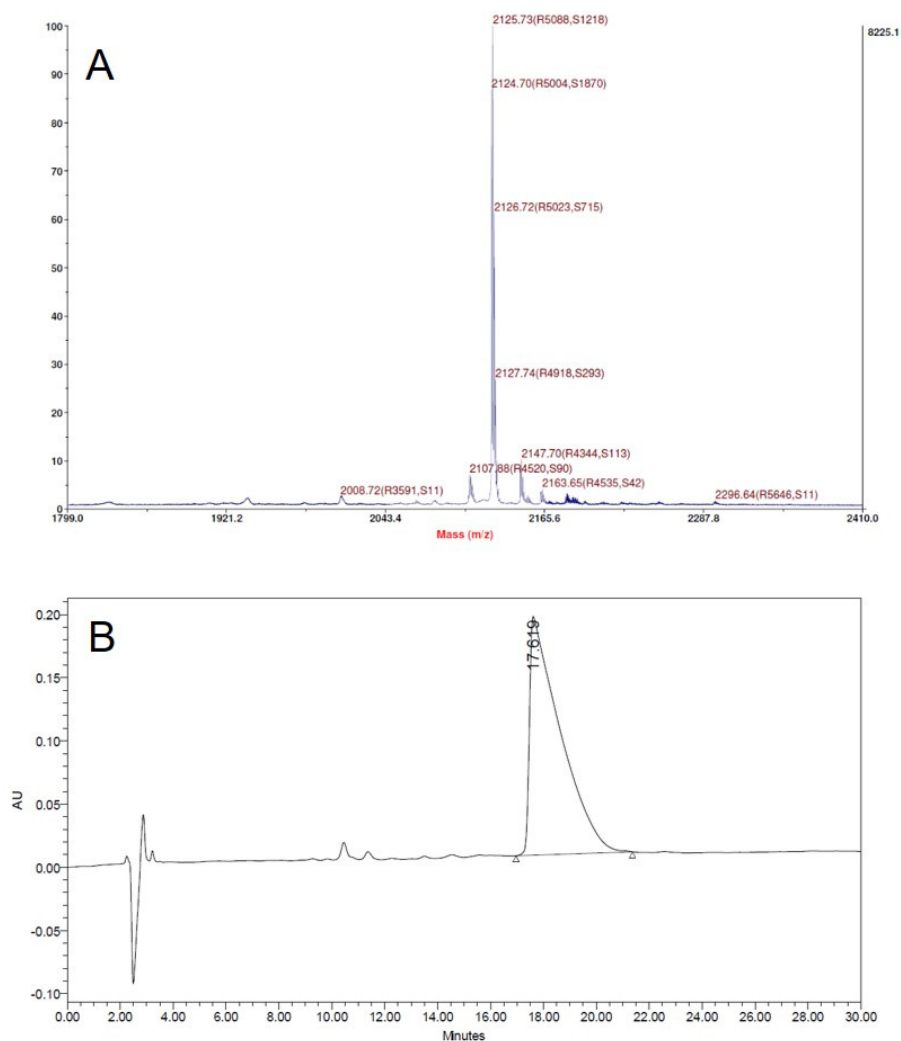 2125.73(R5088,S1218)
100
8225.1
A
90
2124.70(R5004,S1870)
80
70
2126.72(R5023,S715)
60
50
40
30
2127.74(R4918,S293)
20
2147.70(R4344,S113)
10
2107.88(R4520,S90)
2163.65(R4535,S42)
2008.72(R3591,S11)
2296.64(R5646,S11)
0
1799.0 1921.2 2043.4 2165.6 2287.8 2410.0
Mass (m/z)
B
0.20
17.619
0.15
0.10
AU
0.05
0.00
-0.05
-0.10
0.00 2.00 4.00 6.00 8.00 10.00 12.00 14.00 16.00 18.00 20.00 22.00 24.00 26.00 28.00 30.00
Minutes